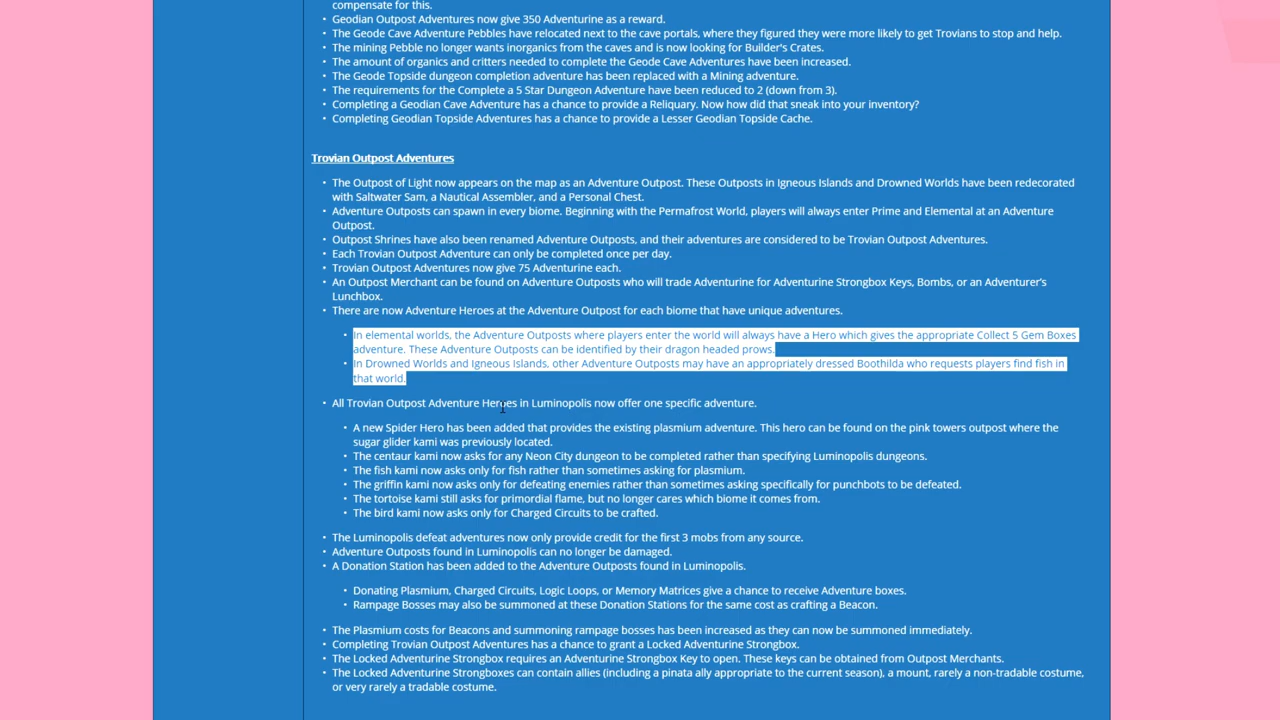 compensate for this.
• Geodian Outpost Adventures now give 350 Adventurine as a reward.
• The Geode Cave Adventure Pebbles have relocated next to the cave portals, where they figured they were more likely to get Trovians to stop and help.
• The mining Pebble no longer wants inorganics from the caves and is now looking for Builder's Crates.
• The amount of organics and critters needed to complete the Geode Cave Adventures have been increased.
• The Geode Topside dungeon completion adventure has been replaced with a Mining adventure.
• The requirements for the Complete a 5 Star Dungeon Adventure have been reduced to 2 (down from 3).
• Completing a Geodian Cave Adventure has a chance to provide a Reliquary. Now how did that sneak into your inventory?
• Completing Geodian Topside Adventures has a chance to provide a Lesser Geodian Topside Cache.
Trovian Outpost Adventures
• The Outpost of Light now appears on the map as an Adventure Outpost. These Outposts in Igneous Islands and Drowned Worlds have been redecorated
with Saltwater Sam, a Nautical Assembler, and a Personal Chest.
• Adventure Outposts can spawn in every biome. Beginning with the Permafrost World, players will always enter Prime and Elemental at an Adventure
Outpost.
• Outpost Shrines have also been renamed Adventure Outposts, and their adventures are considered to be Trovian Outpost Adventures.
• Each Trovian Outpost Adventure can only be completed once per day.
• Trovian Outpost Adventures now give 75 Adventurine each.
• An Outpost Merchant can be found on Adventure Outposts who will trade Adventurine for Adventurine Strongbox Keys, Bombs, or an Adventurer's
Lunchbox.
• There are now Adventure Heroes at the Adventure Outpost for each biome that have unique adventures.
• In elemental worlds, the Adventure Outposts where players enter the world will always have a Hero which gives the appropriate Collect 5 Gem Boxes
adventure. These Adventure Outposts can be identified by their dragon headed prows.
• In Drowned Worlds and Igneous Islands, other Adventure Outposts may have an appropriately dressed Boothilda who requests players find fish in
that world.
• All Trovian Outpost Adventure Heroes in Luminopolis now offer one specific adventure.
• A new Spider Hero has been added that provides the existing plasmium adventure. This hero can be found on the pink towers outpost where the
sugar glider kami was previously located.
• The centaur kami now asks for any Neon City dungeon to be completed rather than specifying Luminopolis dungeons.
• The fish kami now asks only for fish rather than sometimes asking for plasmium.
• The griffin kami now asks only for defeating enemies rather than sometimes asking specifically for punchbots to be defeated.
• The tortoise kami still asks for primordial flame, but no longer cares which biome it comes from.
• The bird kami now asks only for Charged Circuits to be crafted.
• The Luminopolis defeat adventures now only provide credit for the first 3 mobs from any source.
• Adventure Outposts found in Luminopolis can no longer be damaged.
• A Donation Station has been added to the Adventure Outposts found in Luminopolis.
• Donating Plasmium, Charged Circuits, Logic Loops, or Memory Matrices give a chance to receive Adventure boxes.
• Rampage Bosses may also be summoned at these Donation Stations for the same cost as crafting a Beacon.
• The Plasmium costs for Beacons and summoning rampage bosses has been increased as they can now be summoned immediately.
• Completing Trovian Outpost Adventures has a chance to grant a Locked Adventurine Strongbox.
• The Locked Adventurine Strongbox requires an Adventurine Strongbox Key to open. These keys can be obtained from Outpost Merchants.
• The Locked Adventurine Strongboxes can contain allies (including a pinata ally appropriate to the current season), a mount, rarely a non-tradable costume,
or very rarely a tradable costume.